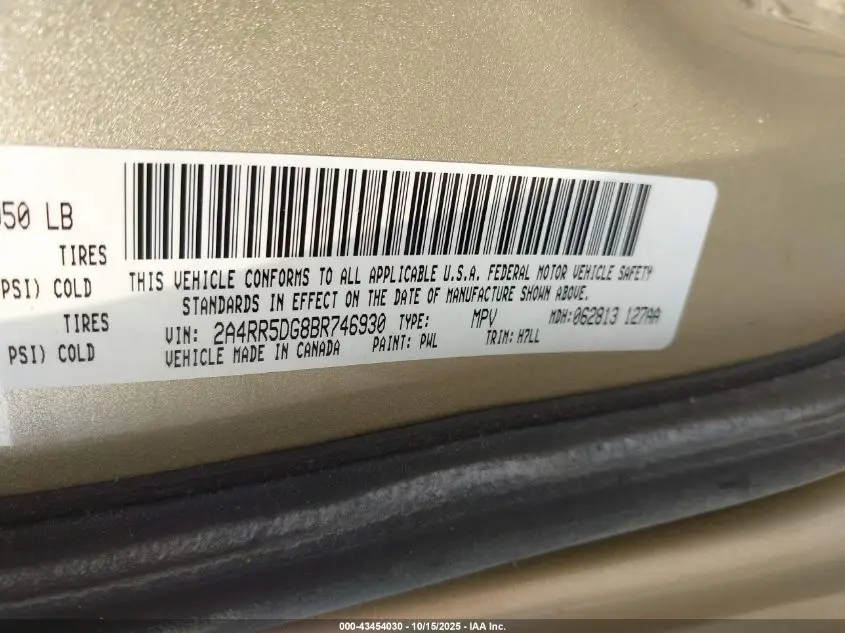 50 LB
TIRES
PSI) COLD
TIRES
PSI) COLD
THIS VEHICLE CONFORMS TO ALL APPLICABLE U.S.A. FEDERAL MOTOR VEHICLE SAFETY
STANDARDS IN EFFECT ON THE DATE OF MANUFACTURE SHOWN ABOVE.
VIN: 2A4RR5DG8BR746930 TYPE: MPV MDH:062813 127AA
VEHICLE MADE IN CANADA PAINT: PWL TRIM: H7LL
000-43454030 | 10/15/2025 | IAA Inc.